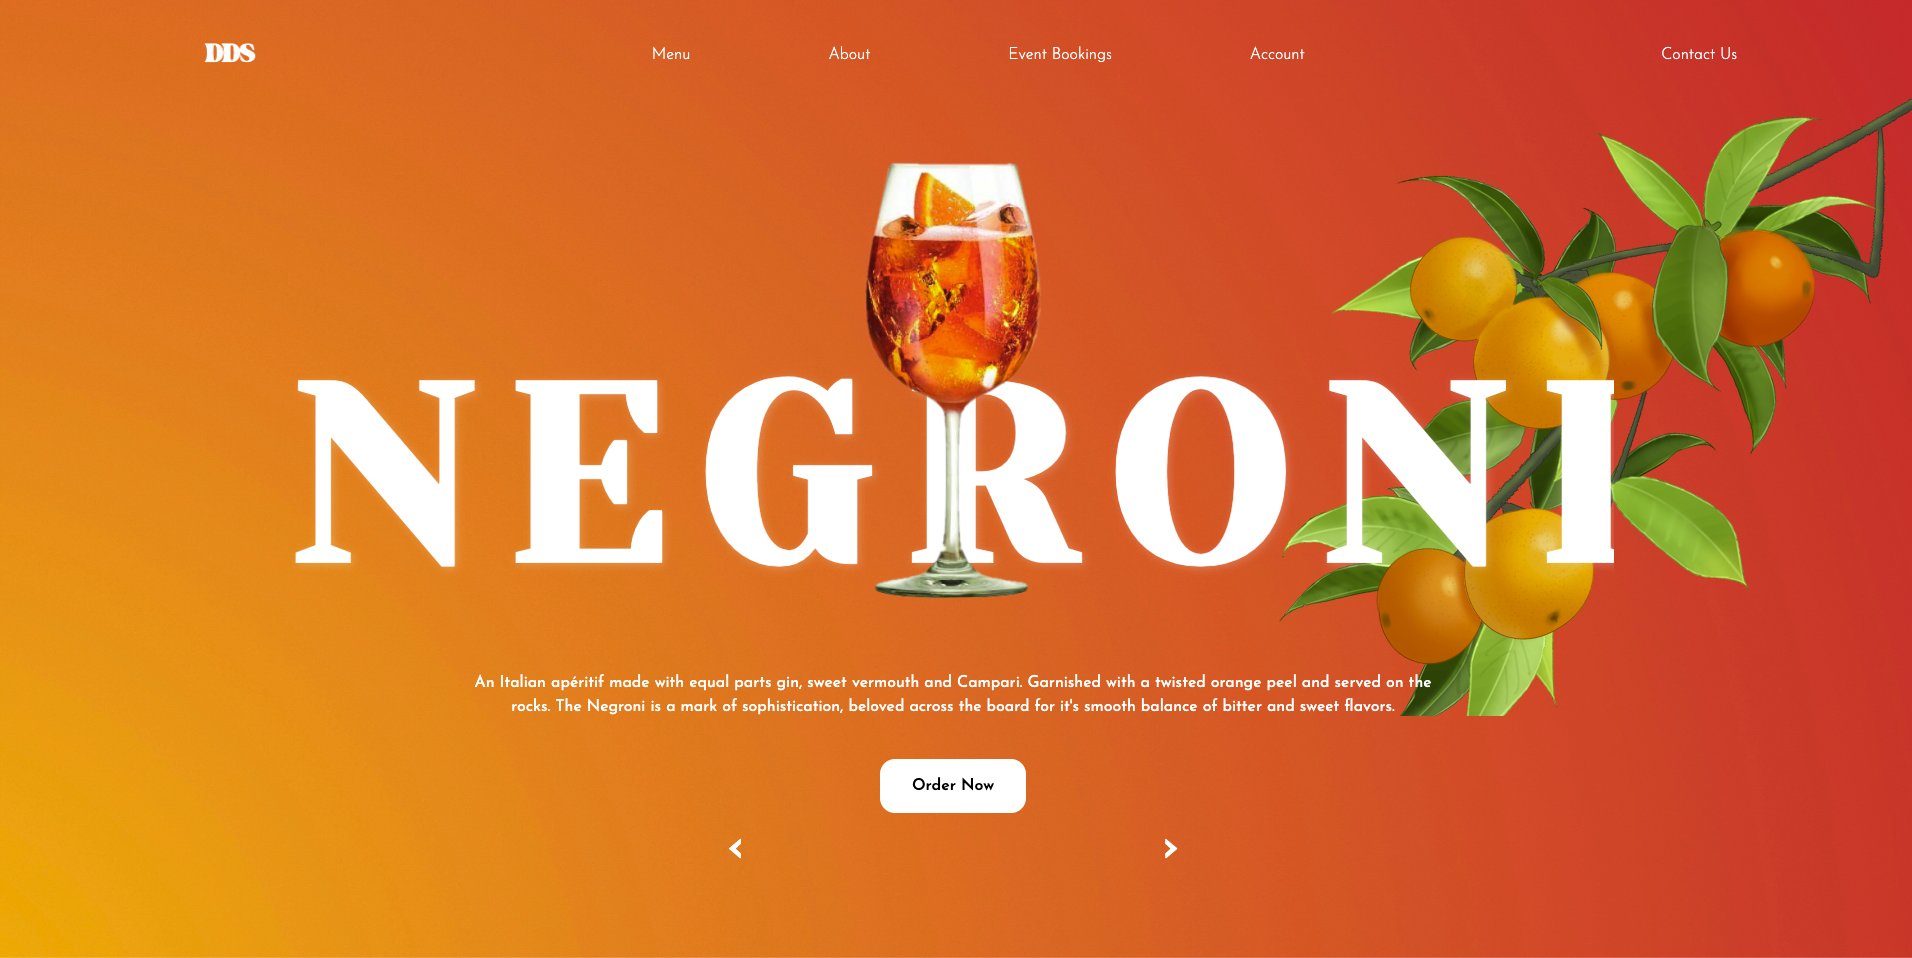 DDS
Menu
About
Event Bookings
Account
Contact Us
NEGRONI
An Italian apéritif made with equal parts gin, sweet vermouth and Campari. Garnished with a twisted orange peel and served on the
rocks. The Negroni is a mark of sophistication, beloved across the board for it's smooth balance of bitter and sweet flavors.
Order Now